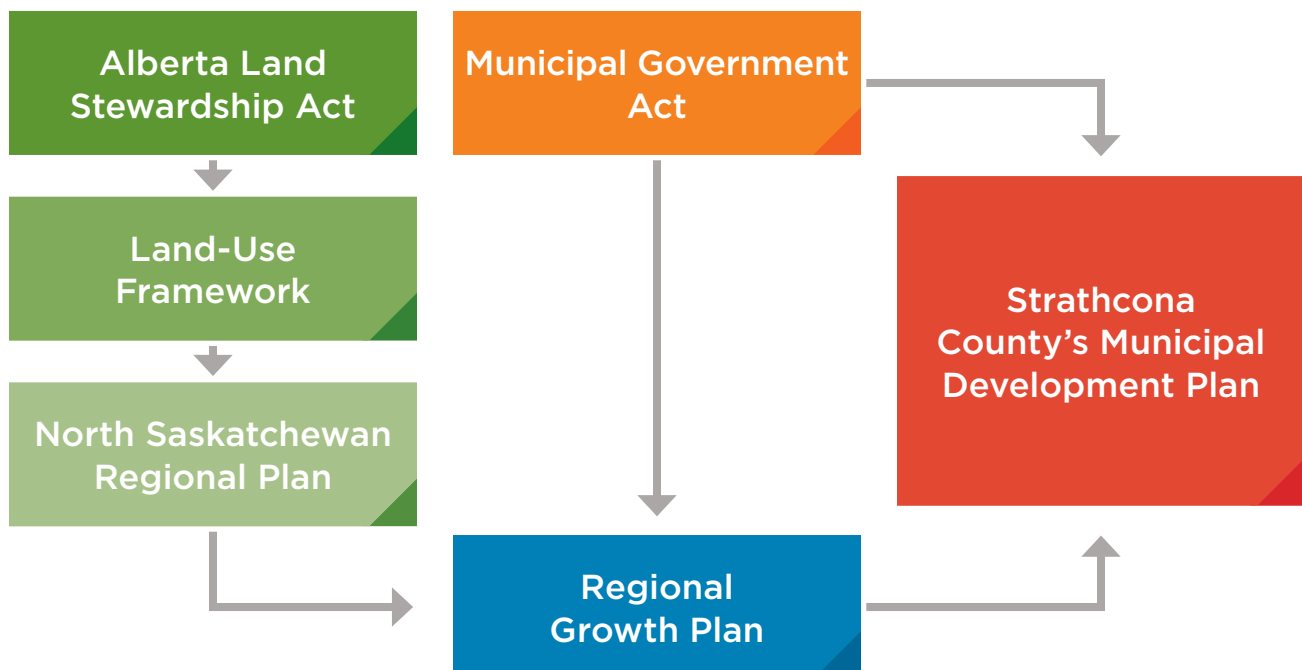 Alberta Land
Stewardship Act
Municipal Government
Act
Land-Use
Framework
Strathcona
County’s Municipal
Development Plan
North Saskatchewan
Regional Plan
Regional
Growth Plan